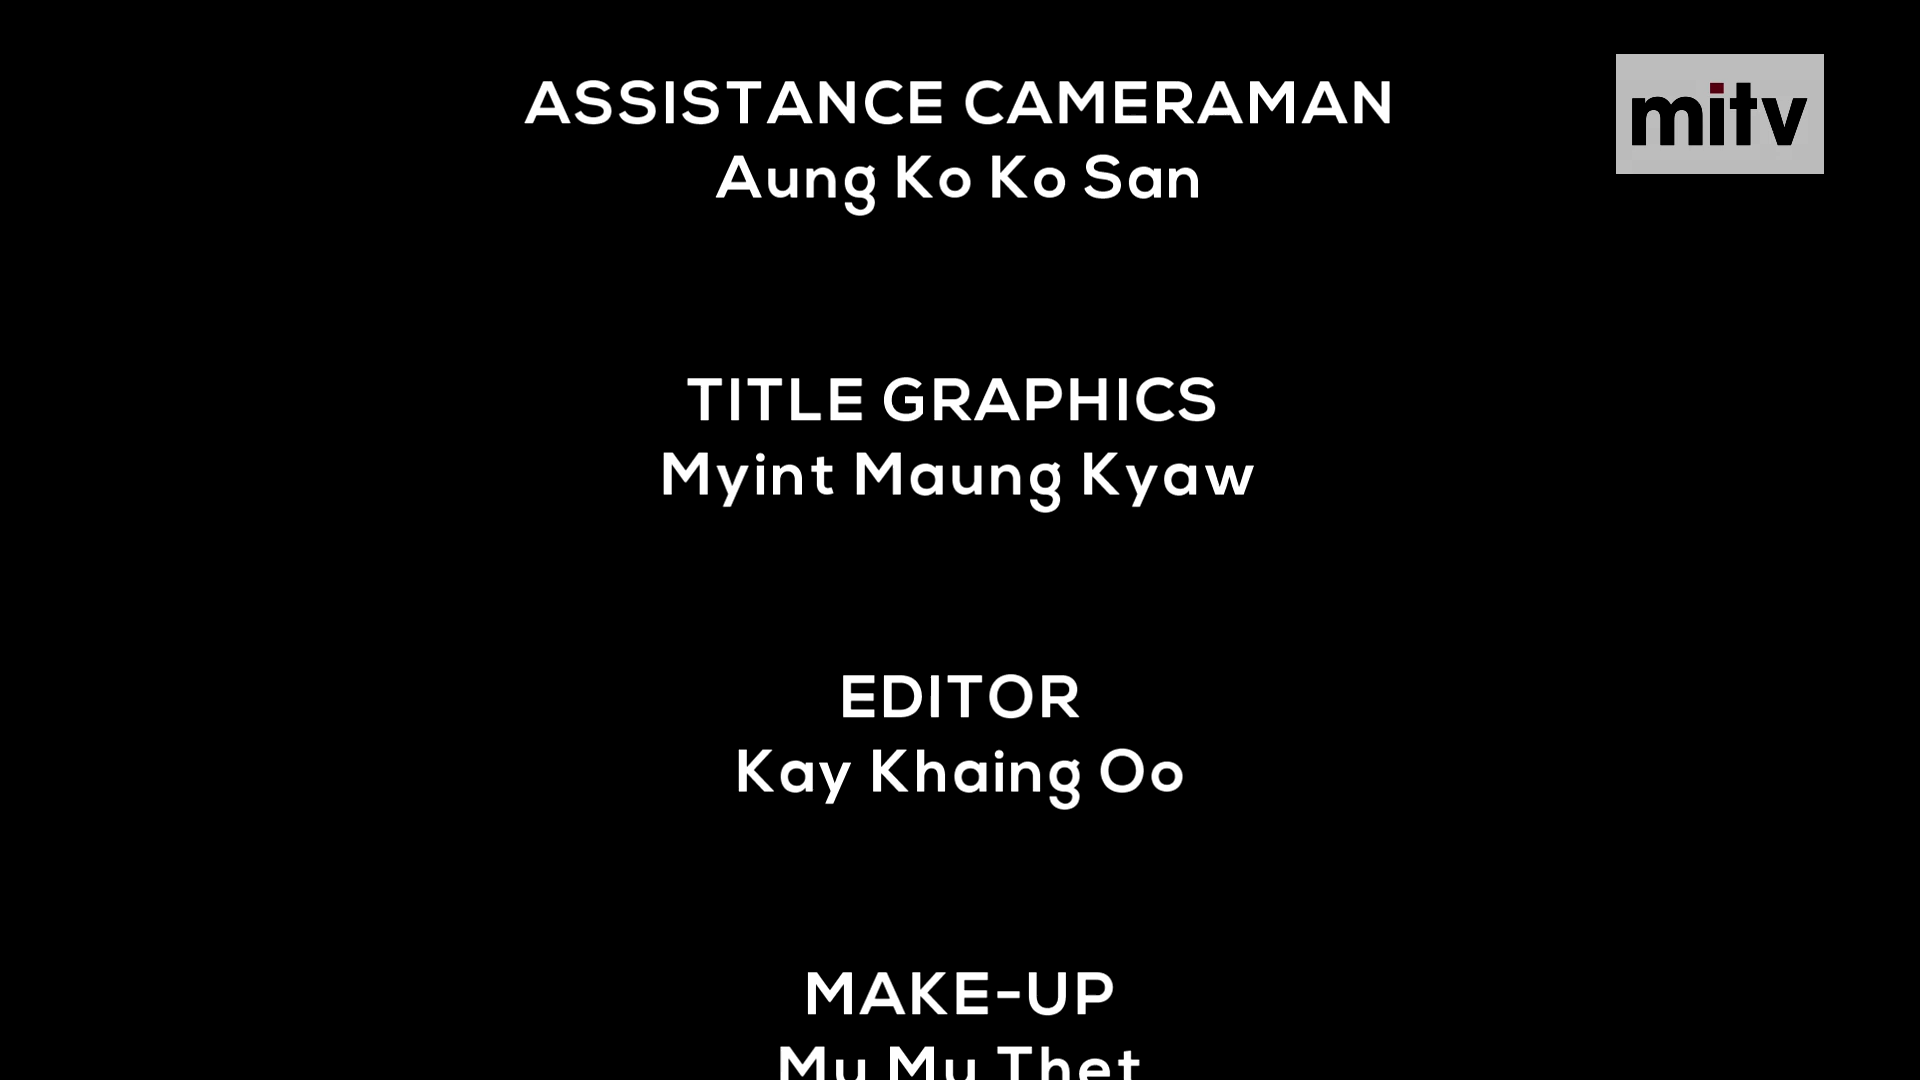 ASSISTANCE CAMERAMAN
mitv
Aung Ko Ko San
TITLE GRAPHICS
Myint Maung Kyaw
EDITOR
Kay Khaing Oo
MAKE-UP
Mu Mu Thet